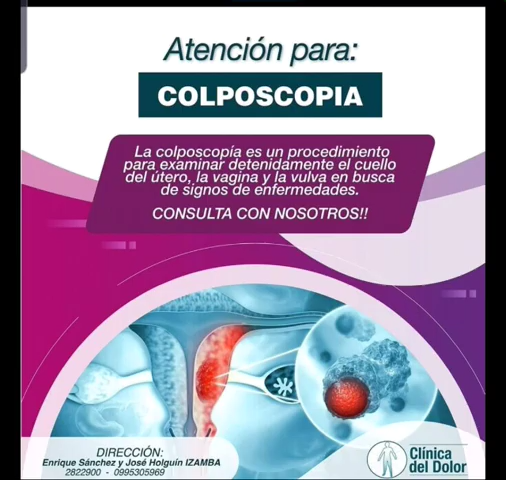 Atención para:
COLPOSCOPIA
La colposcopía es un procedimiento
para examinar detenidamente el cuello
del útero, la vagina y la vulva en busca
de signos de enfermedades.
CONSULTA CON NOSOTROS!!
DIRECCIÓN:
Enrique Sánchez y José Holguín IZAMBA
2822900 - 0995305969
Clínica
del Dolor